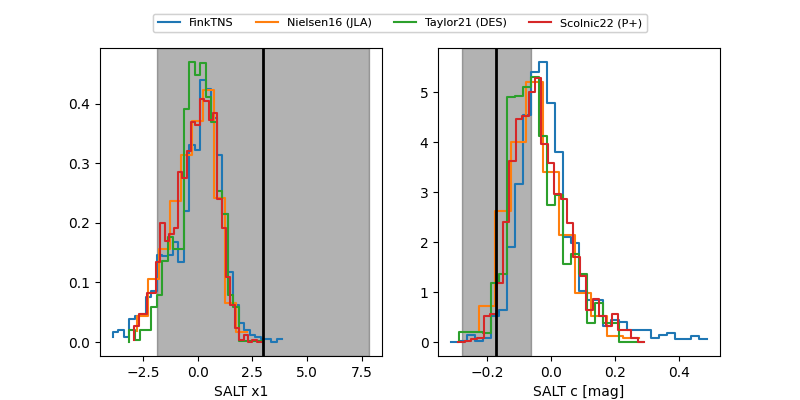 FinkTNS Nielsen16 (JLA) Taylor21 (DES) Scolnic22 (P+)
0.4
0.3
0.2
0.1
0.0
−2.5 0.0 2.5 5.0 7.5
SALT x1
5
4
3
2
1
0
−0.2 0.0 0.2 0.4
SALT c [mag]